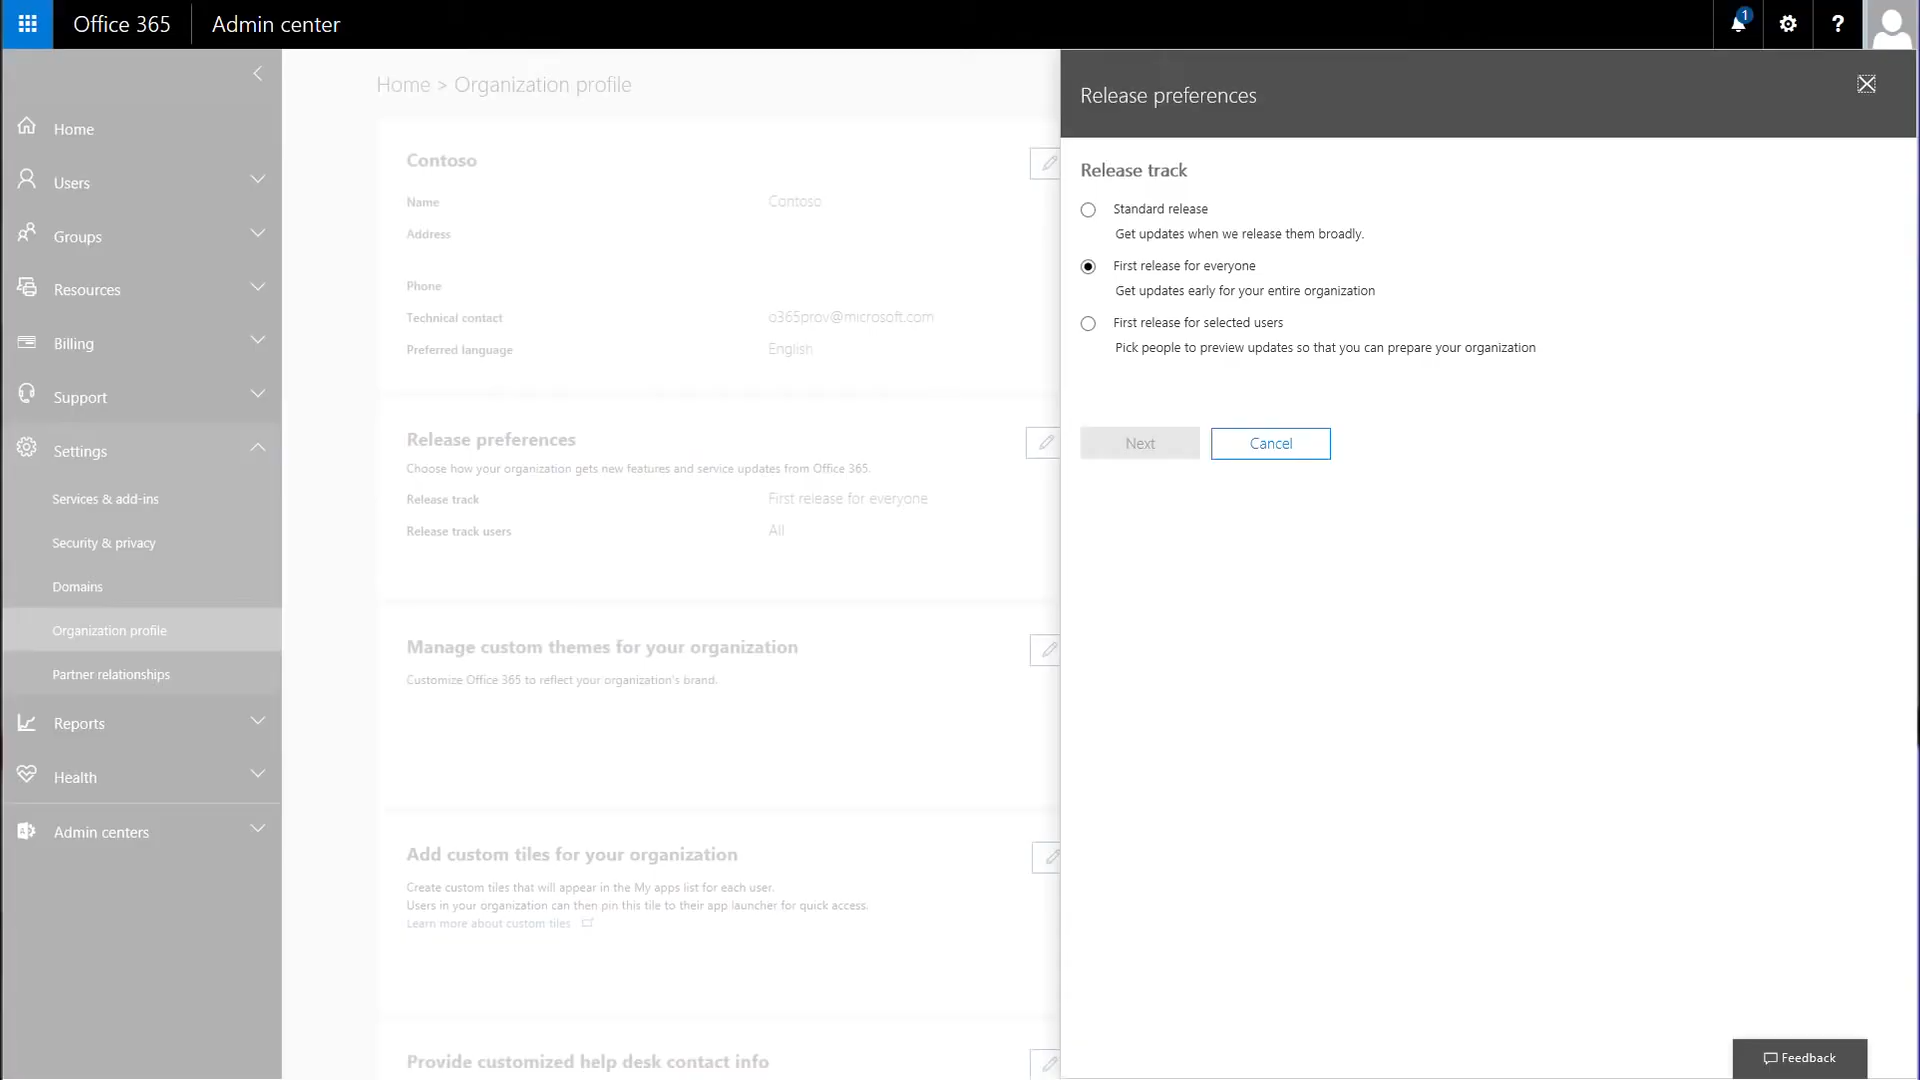 Office 365
Admin center
1
?
Home
Users
Groups
Resources
Billing
Support
Settings
Services & add-ins
Security & privacy
Domains
Organization profile
Partner relationships
Reports
Health
Admin centers
Home > Organization profile
Contoso
Name Contoso
Address
Phone
Technical contact o365prov@microsoft.com
Preferred language English
Release preferences
Choose how your organization gets new features and service updates from Office 365.
Release track First release for everyone
Release track users All
Manage custom themes for your organization
Customize Office 365 to reflect your organization's brand.
Add custom tiles for your organization
Create custom tiles that will appear in the My apps list for each user.
Users in your organization can then pin this tile to their app launcher for quick access.
Learn more about custom tiles
Provide customized help desk contact info
Release preferences
Release track
Standard release
Get updates when we release them broadly.
First release for everyone
Get updates early for your entire organization
First release for selected users
Pick people to preview updates so that you can prepare your organization
Next
Cancel
Feedback